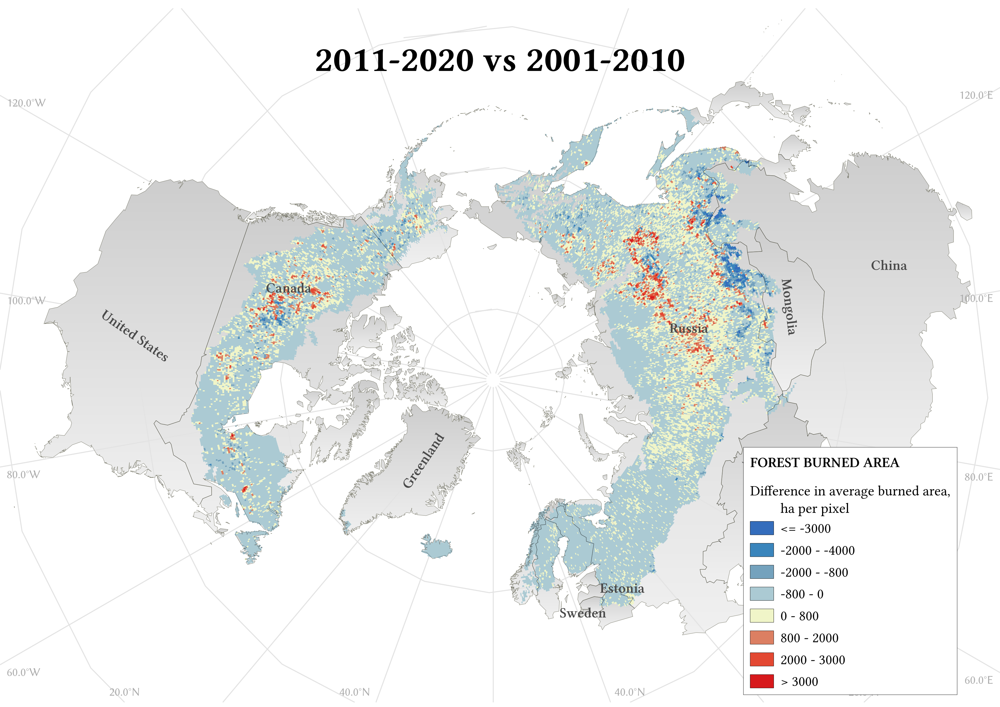 2011-2020 vs 2001-2010
120.0°W
120.0°E
China
Canada
Mongolia
100.0°W
100.0°E
United States
Russia
Greenland
80.0°W
80.0°E
FOREST BURNED AREA
Difference in average burned area,
ha per pixel
<= -3000
-2000 - -4000
-2000 - -800
-800 - 0
0 - 800
800 - 2000
2000 - 3000
> 3000
Estonia
Sweden
60.0°W
60.0°E
20.0°N
40.0°N
40.0°N